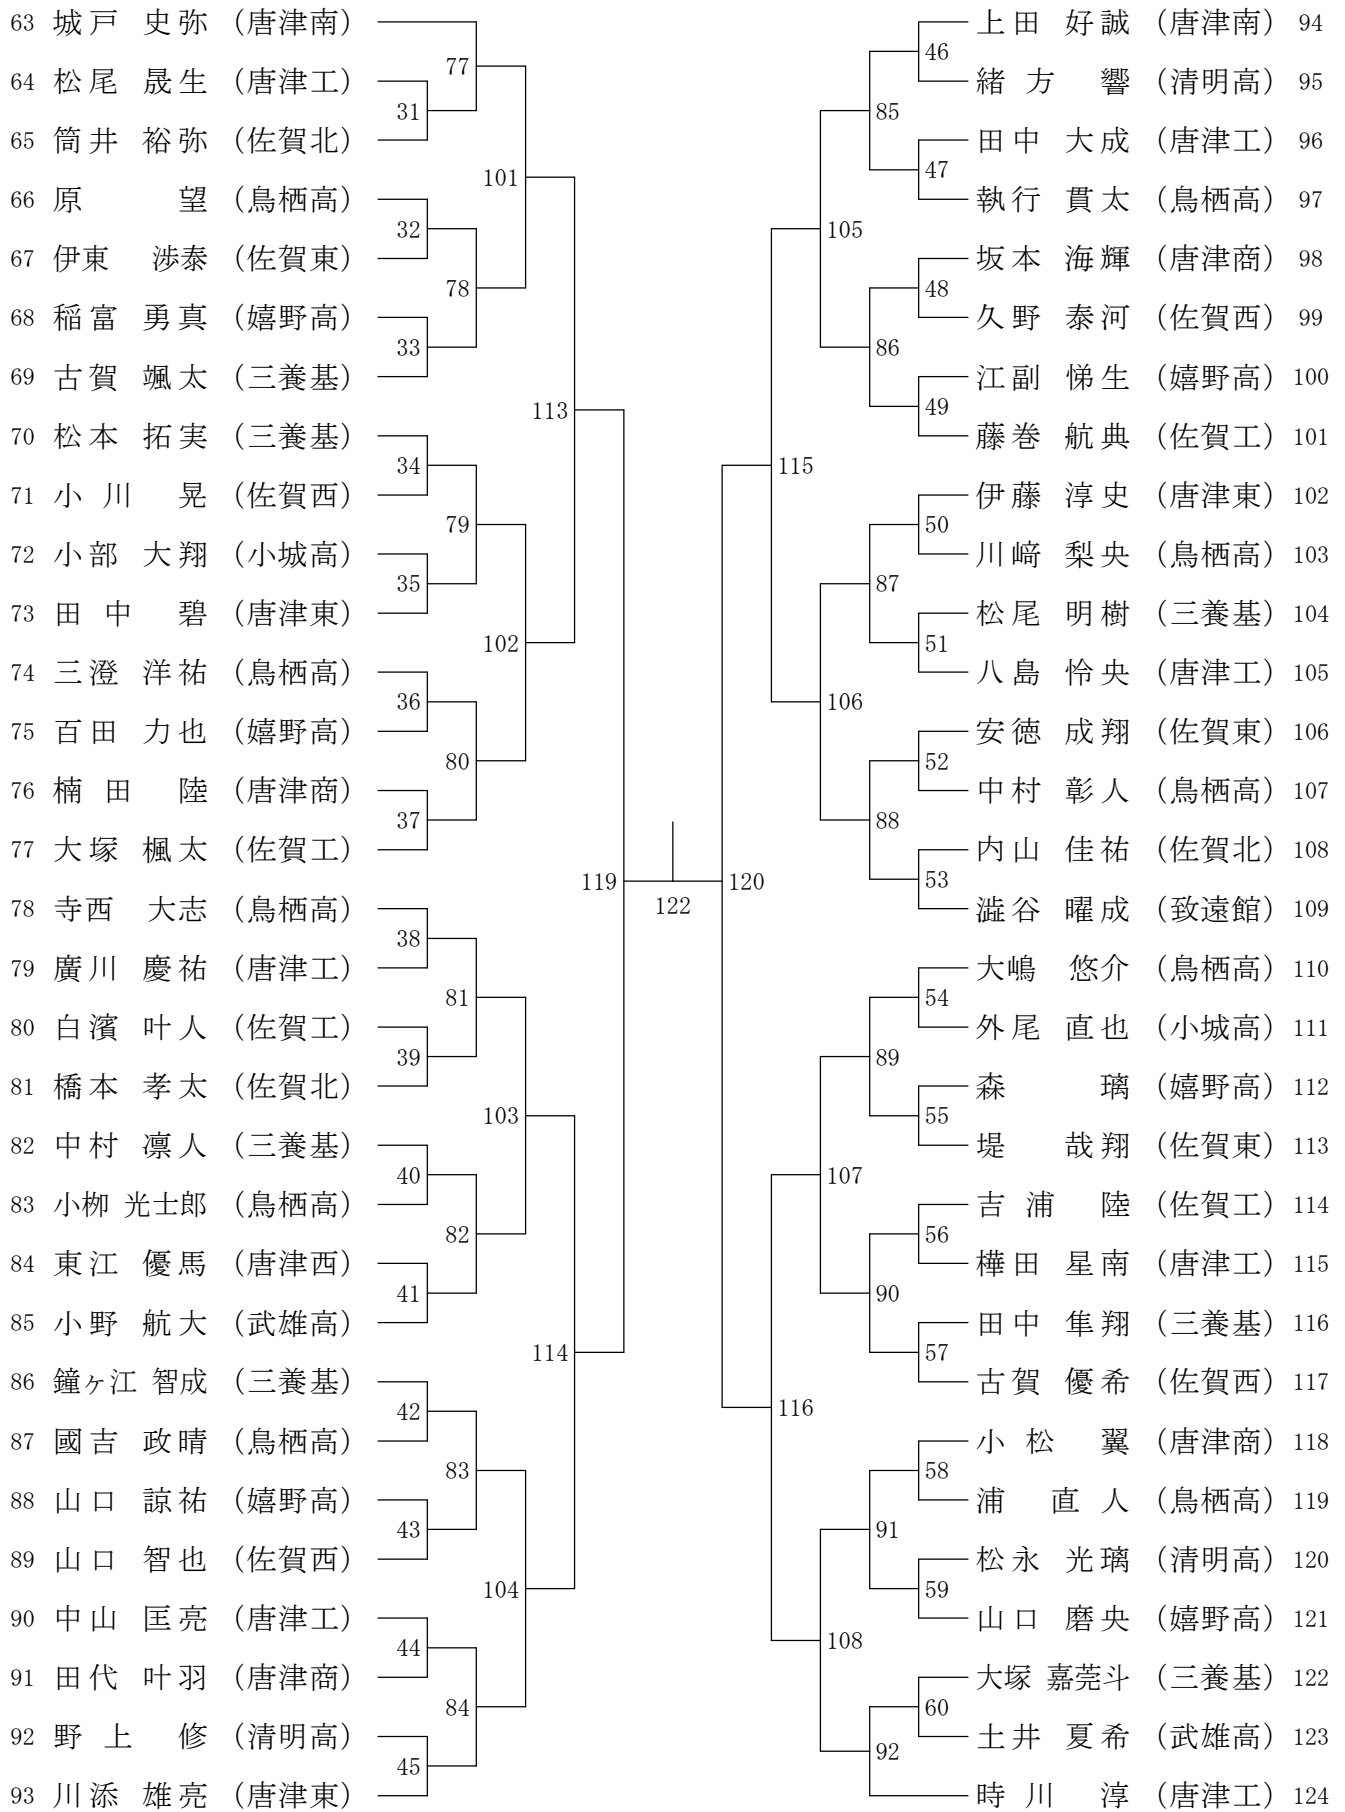 63 城戸 史弥 (唐津南)
64 松尾 晟生 (唐津工)
65 筒井 裕弥 (佐賀北)
66 原 望 (鳥栖高)
67 伊東 渉泰 (佐賀東)
68 稲富 勇真 (嬉野高)
69 古賀 颯太 (三養基)
70 松本 拓実 (三養基)
71 小川 晃 (佐賀西)
72 小部 大翔 (小城高)
73 田中 碧 (唐津東)
74 三澄 洋祐 (鳥栖高)
75 百田 力也 (嬉野高)
76 楠田 陸 (唐津商)
77 大塚 楓太 (佐賀工)
78 寺西 大志 (鳥栖高)
79 廣川 慶祐 (唐津工)
80 白濱 叶人 (佐賀工)
81 橋本 孝太 (佐賀北)
82 中村 凛人 (三養基)
83 小栁 光士郎 (鳥栖高)
84 東江 優馬 (唐津西)
85 小野 航大 (武雄高)
86 鐘ヶ江 智成 (三養基)
87 國吉 政晴 (鳥栖高)
88 山口 諒祐 (嬉野高)
89 山口 智也 (佐賀西)
90 中山 匡亮 (唐津工)
91 田代 叶羽 (唐津商)
92 野上 修 (清明高)
93 川添 雄亮 (唐津東)
31
32
33
34
35
36
37
38
39
40
41
42
43
44
45
77
78
79
80
81
82
83
84
101
102
103
104
113
114
119
122
120
115
116
105
106
107
108
85
86
87
88
89
90
91
92
46
47
48
49
50
51
52
53
54
55
56
57
58
59
60
上田 好誠 (唐津南) 94
緒方 響 (清明高) 95
田中 大成 (唐津工) 96
執行 貫太 (鳥栖高) 97
坂本 海輝 (唐津商) 98
久野 泰河 (佐賀西) 99
江副 悌生 (嬉野高) 100
藤巻 航典 (佐賀工) 101
伊藤 淳史 (唐津東) 102
川﨑 梨央 (鳥栖高) 103
松尾 明樹 (三養基) 104
八島 怜央 (唐津工) 105
安徳 成翔 (佐賀東) 106
中村 彰人 (鳥栖高) 107
内山 佳祐 (佐賀北) 108
澁谷 曜成 (致遠館) 109
大嶋 悠介 (鳥栖高) 110
外尾 直也 (小城高) 111
森 璃 (嬉野高) 112
堤 哉翔 (佐賀東) 113
吉浦 陸 (佐賀工) 114
樺田 星南 (唐津工) 115
田中 隼翔 (三養基) 116
古賀 優希 (佐賀西) 117
小松 翼 (唐津商) 118
浦 直人 (鳥栖高) 119
松永 光璃 (清明高) 120
山口 磨央 (嬉野高) 121
大塚 嘉莞斗 (三養基) 122
土井 夏希 (武雄高) 123
時川 淳 (唐津工) 124